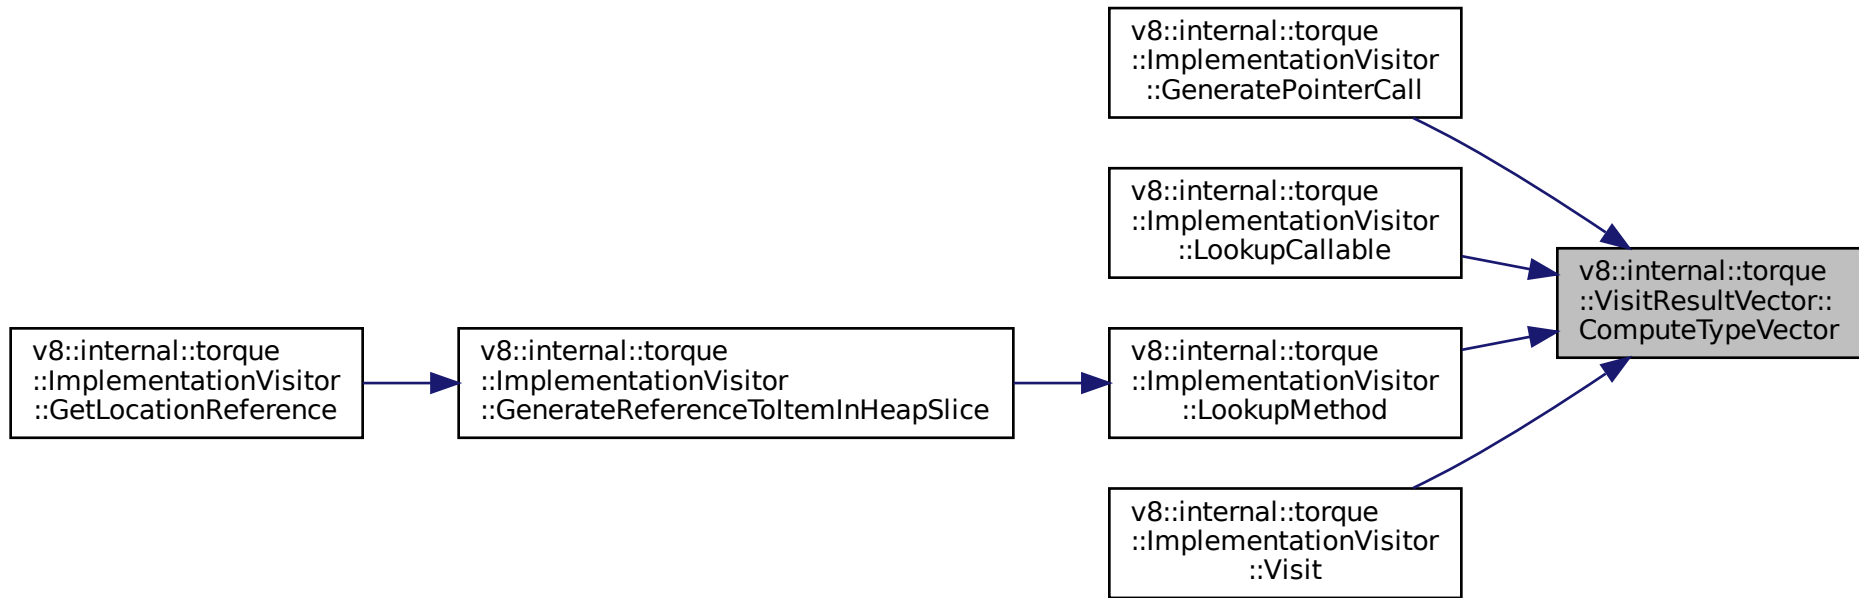 v8::internal::torque
::ImplementationVisitor
::GeneratePointerCall
v8::internal::torque
::ImplementationVisitor
::LookupCallable
v8::internal::torque
::VisitResultVector::
ComputeTypeVector
v8::internal::torque
::ImplementationVisitor
::GetLocationReference
v8::internal::torque
::ImplementationVisitor
::GenerateReferenceToItemInHeapSlice
v8::internal::torque
::ImplementationVisitor
::LookupMethod
v8::internal::torque
::ImplementationVisitor
::Visit